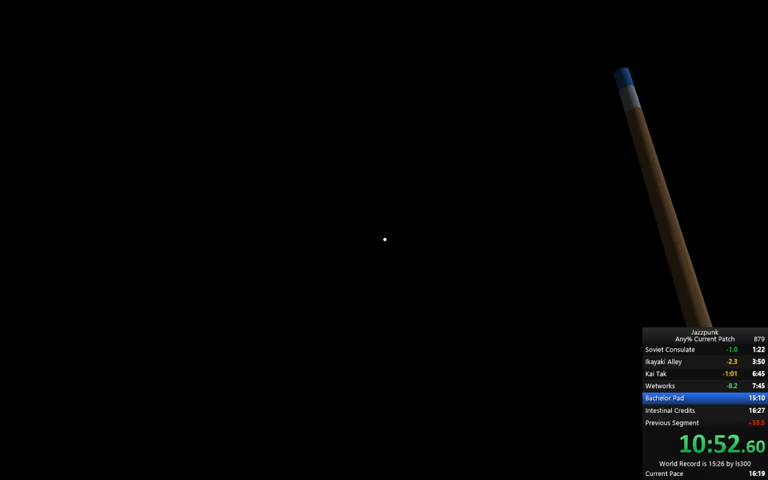 Jazzpunk
Any% Current Patch 879
Soviet Consulate -1.0 1:22
Ikayaki Alley -2.3 3:50
Kai Tak -1:01 6:45
Wetworks -8.2 7:45
Bachelor Pad 15:10
Intestinal Credits 16:27
Previous Segment
10:52.60
World Record is 15:26 by ls300
Current Pace 16:19